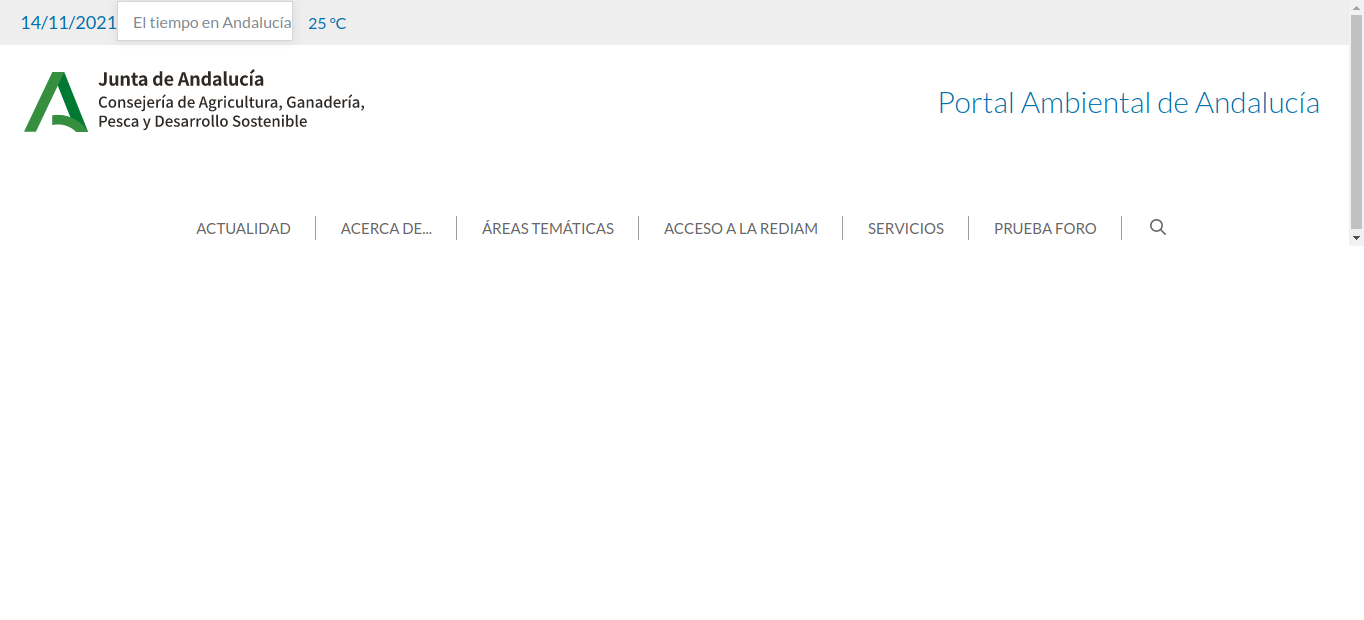 14/11/2021 El tiempo en Andalucía 25 °C
Junta de Andalucía
Consejería de Agricultura, Ganadería,
Pesca y Desarrollo Sostenible
Portal Ambiental de Andalucía
ACTUALIDAD ACERCA DE... ÁREAS TEMÁTICAS ACCESO A LA REDIAM SERVICIOS PRUEBA FORO